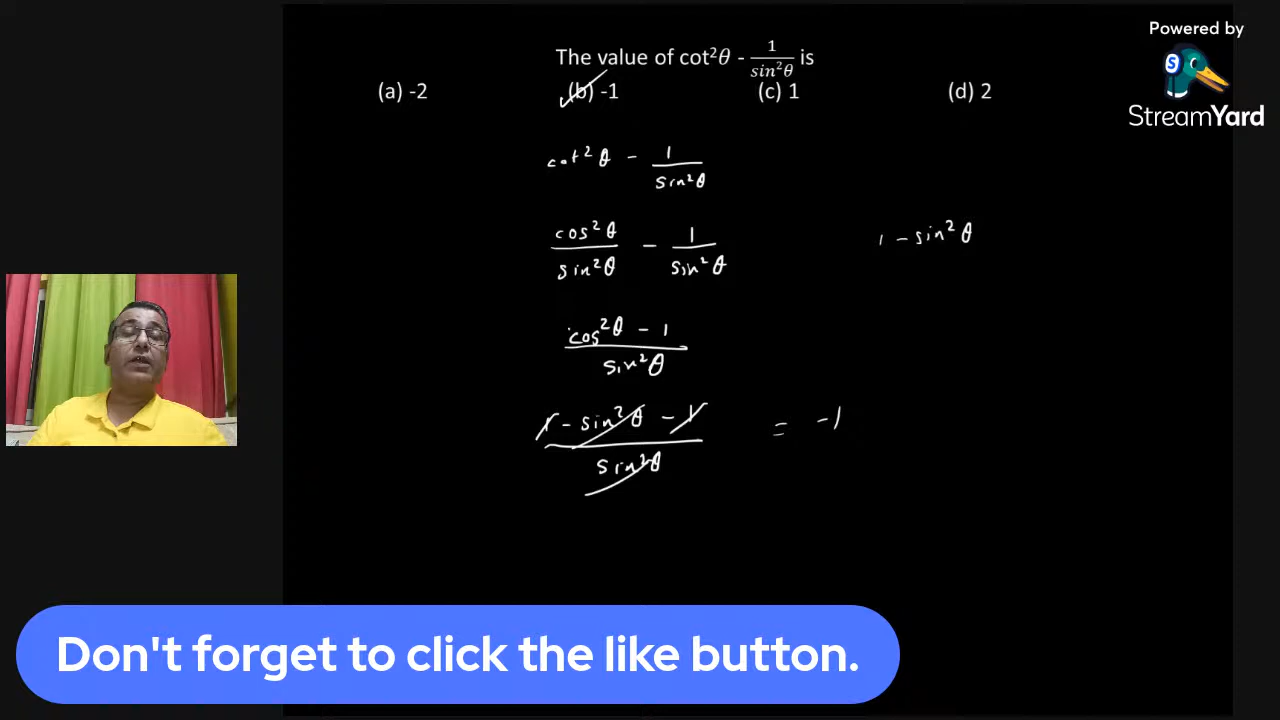 Powered by
StreamYard
The value of cot²θ - 1/sin²θ is
(a) -2 (b) -1 (c) 1 (d) 2
cot²θ - 1/sin²θ
cos²θ/sin²θ - 1/sin²θ
1 - sin²θ
cos²θ - 1/sin²θ
1 - sin²θ - 1/sin²θ = -1
Don't forget to click the like button.